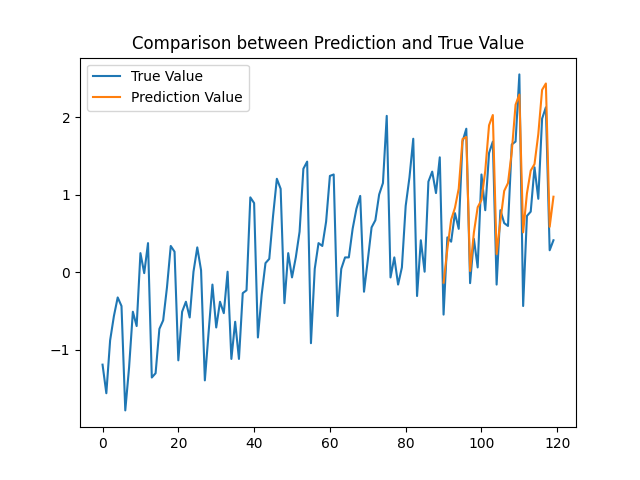 Comparison between Prediction and True Value
True Value
Prediction Value
2
1
0
−1
0 20 40 60 80 100 120